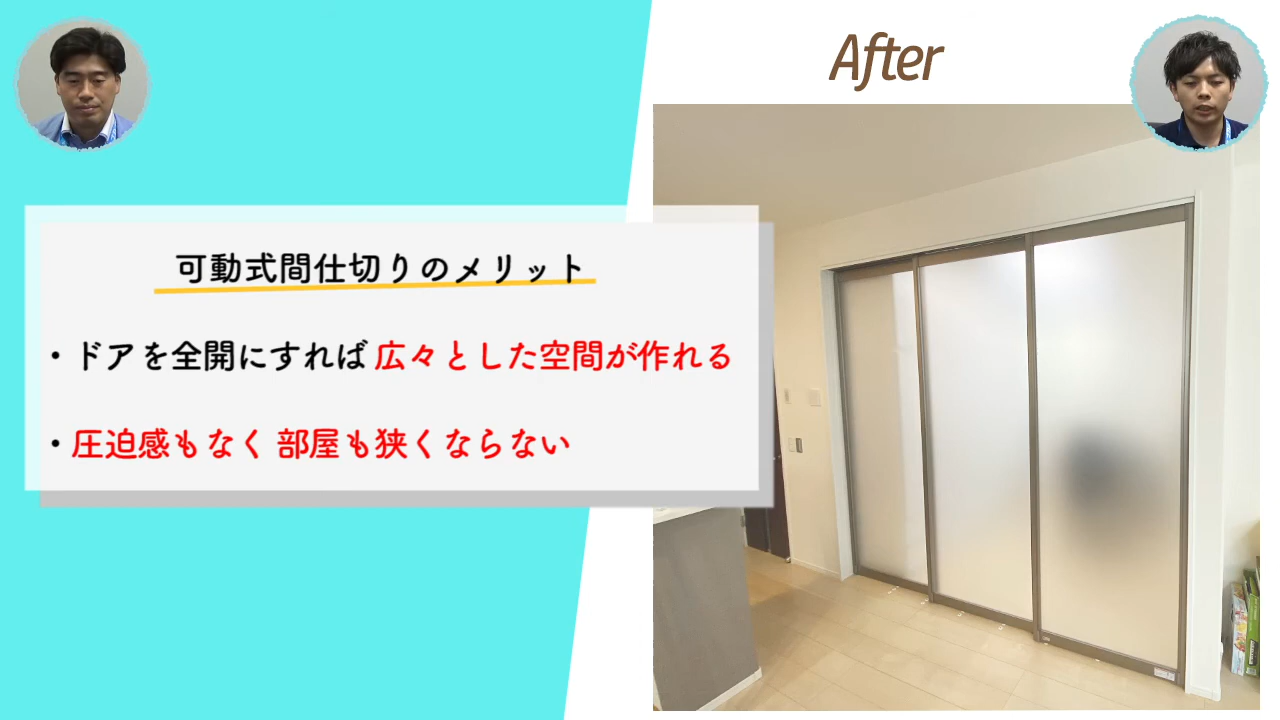 After
可動式間仕切りのメリット
・ドアを全開にすれば 広々とした空間が作れる
・圧迫感もなく 部屋も狭くならない